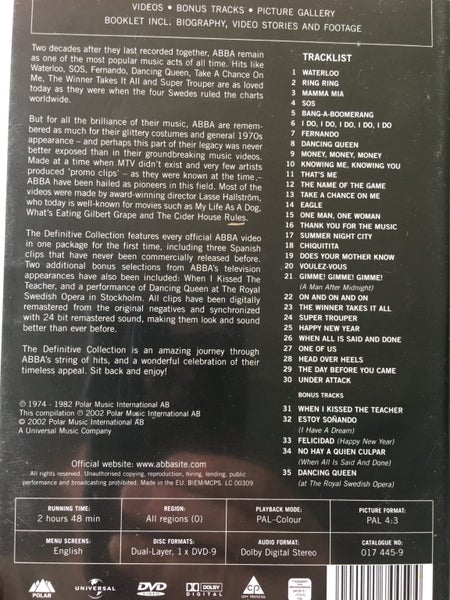 VIDEOS • BONUS TRACKS • PICTURE GALLERY
BOOKLET INCL. BIOGRAPHY, VIDEO STORIES AND FOOTAGE
Two decades after they last recorded together, ABBA remain
as one of the most popular music acts of all time. Hits like
Waterloo, SOS, Fernando, Dancing Queen, Take A Chance On
Me, The Winner Takes It All and Super Trouper are as loved
today as they were when the four Swedes ruled the charts
worldwide.
But for all the brilliance of their music, ABBA are remem-
bered as much for their glittery costumes and general 1970s
appearance – and perhaps this part of their legacy was never
better exposed than in their groundbreaking music videos.
Made at a time when MTV didn't exist and very few artists
produced 'promo clips' – as they were known at the time –
ABBA have been hailed as pioneers in this field. Most of the
videos were made by award-winning director Lasse Hallström,
who today is well-known for movies such as My Life As A Dog,
What's Eating Gilbert Grape and The Cider House Rules.
The Definitive Collection features every official ABBA video
in one package for the first time, including three Spanish
clips that have never been commercially released before.
Two additional bonus selections from ABBA's television
appearances have also been included: When I Kissed The
Teacher, and a performance of Dancing Queen at The Royal
Swedish Opera in Stockholm. All clips have been digitally
remastered from the original negatives and synchronized
with 24 bit remastered sound, making them look and sound
better than ever before.
The Definitive Collection is an amazing journey through
ABBA's string of hits, and a wonderful celebration of their
timeless appeal. Sit back and enjoy!
℗ 1974 - 1982 Polar Music International AB
This compilation ℗ 2002 Polar Music International AB
© 2002 Polar Music International AB
A Universal Music Company
TRACKLIST
1 WATERLOO
2 RING RING
3 MAMMA MIA
4 SOS
5 BANG-A-BOOMERANG
6 I DO, I DO, I DO, I DO, I DO
7 FERNANDO
8 DANCING QUEEN
9 MONEY, MONEY, MONEY
10 KNOWING ME, KNOWING YOU
11 THAT'S ME
12 THE NAME OF THE GAME
13 TAKE A CHANCE ON ME
14 EAGLE
15 ONE MAN, ONE WOMAN
16 THANK YOU FOR THE MUSIC
17 SUMMER NIGHT CITY
18 CHIQUITITA
19 DOES YOUR MOTHER KNOW
20 VOULEZ-VOUS
21 GIMME! GIMME! GIMME!
(A Man After Midnight)
22 ON AND ON AND ON
23 THE WINNER TAKES IT ALL
24 SUPER TROUPER
25 HAPPY NEW YEAR
26 WHEN ALL IS SAID AND DONE
27 ONE OF US
28 HEAD OVER HEELS
29 THE DAY BEFORE YOU CAME
30 UNDER ATTACK
BONUS TRACKS
31 WHEN I KISSED THE TEACHER
32 ESTOY SOÑANDO
(I Have A Dream)
33 FELICIDAD (Happy New Year)
34 NO HAY A QUIEN CULPAR
(When All Is Said And Done)
35 DANCING QUEEN
(at The Royal Swedish Opera)
Official website: www.abbasite.com
All rights reserved. Unauthorised copying, reproduction, hiring, lending, public
performance and broadcasting prohibited. Made in the EU. BIEM/MCPS. LC 00309
RUNNING TIME:
2 hours 48 min
REGION:
All regions (0)
PLAYBACK MODE:
PAL–Colour
PICTURE FORMAT:
PAL 4:3
MENU SCREENS:
English
DISC FORMATS:
Dual-Layer, 1 x DVD-9
AUDIO FORMAT:
Dolby Digital Stereo
CATALOGUE NO:
017 445-9
POLAR
UNIVERSAL
DVD
VIDEO
DOLBY
DIGITAL
COPY PROTECTED